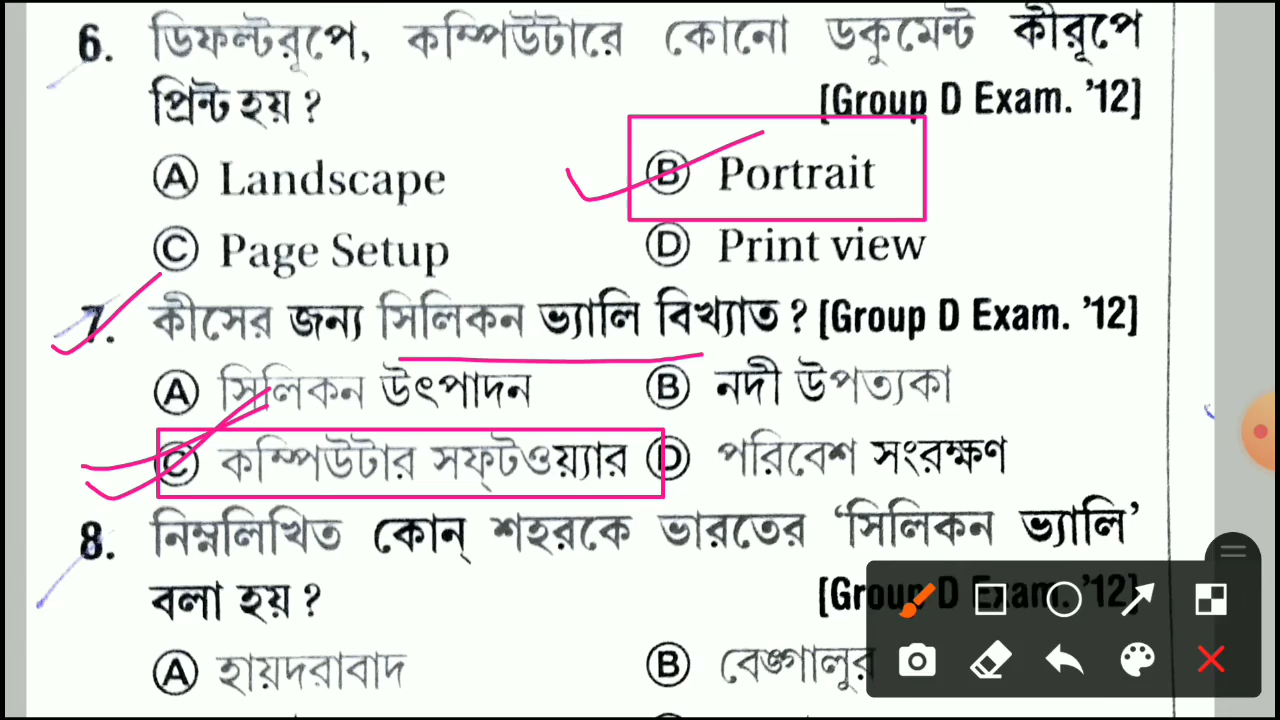 6. ডিফল্টরূপে, কম্পিউটারে কোনো ডকুমেন্ট কীরূপে
প্রিন্ট হয় ? [Group D Exam. ’12]
Ⓐ Landscape Ⓑ Portrait
Ⓒ Page Setup Ⓓ Print view
7. কীসের জন্য সিলিকন ভ্যালি বিখ্যাত ? [Group D Exam. ’12]
Ⓐ সিলিকন উৎপাদন Ⓑ নদী উপত্যকা
Ⓒ কম্পিউটার সফ্‌টওয়্যার Ⓓ পরিবেশ সংরক্ষণ
8. নিম্নলিখিত কোন্ শহরকে ভারতের ‘সিলিকন ভ্যালি’
বলা হয় ? [Group D Exam. ’12]
Ⓐ হায়দরাবাদ Ⓑ বেঙ্গালুর